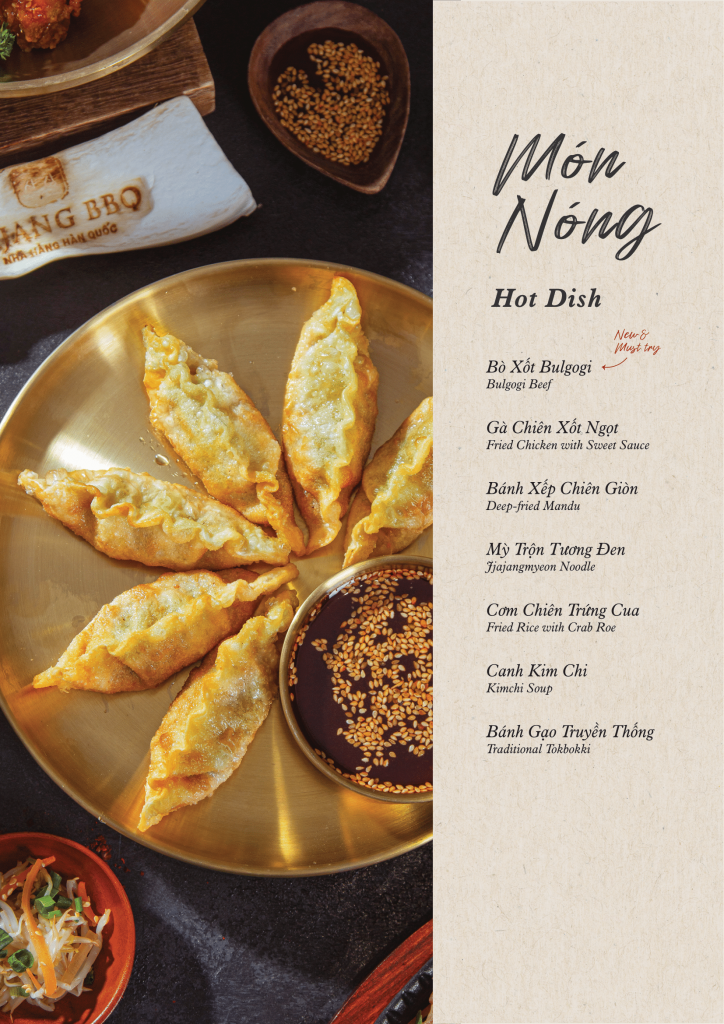 JANG BBQ
NHÀ HÀNG HÀN QUỐC
Món
Nóng
Hot Dish
New &
Must try
Bò Xốt Bulgogi
Bulgogi Beef
Gà Chiên Xốt Ngọt
Fried Chicken with Sweet Sauce
Bánh Xếp Chiên Giòn
Deep-fried Mandu
Mỳ Trộn Tương Đen
Jjajangmyeon Noodle
Cơm Chiên Trứng Cua
Fried Rice with Crab Roe
Canh Kim Chi
Kimchi Soup
Bánh Gạo Truyền Thống
Traditional Tokbokki